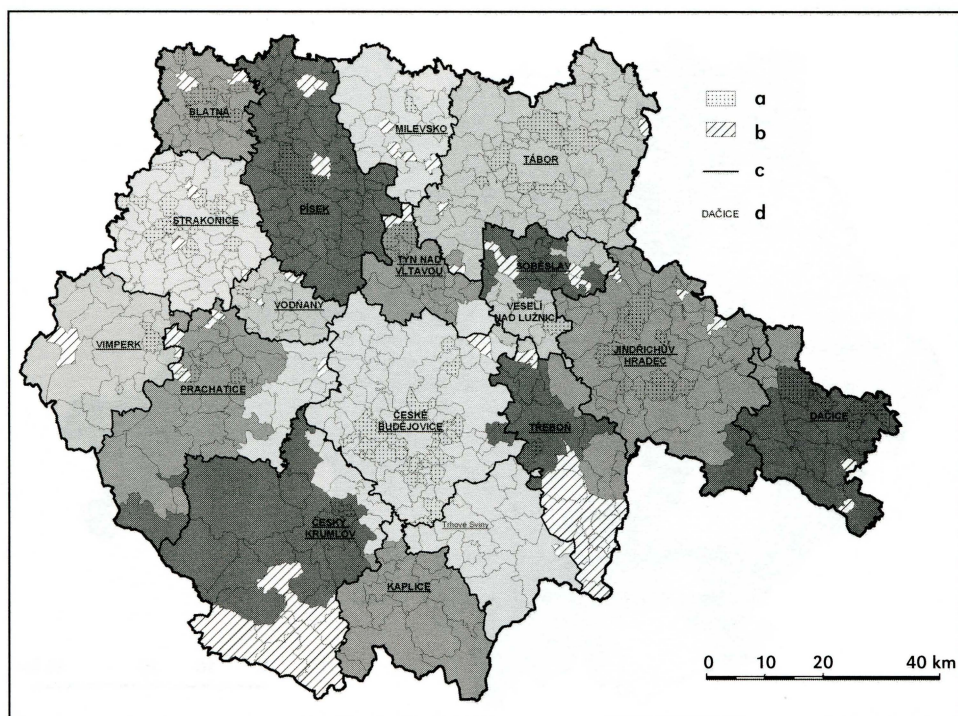 BLATNÁ
MILEVSKO
TÁBOR
STRAKONICE
PÍSEK
TÝN NAD
VLTAVOU
SOBĚSLAV
VODŇANY
VESELÍ
NAD LUŽNICÍ
VIMPERK
JINDŘICHŮV
HRADEC
PRACHATICE
ČESKÉ
BUDĚJOVICE
TŘEBOŇ
DAČICE
ČESKÝ
KRUMLOV
Trhové Sviny
KAPLICE
a
b
c
DAČICE d
0 10 20 40 km